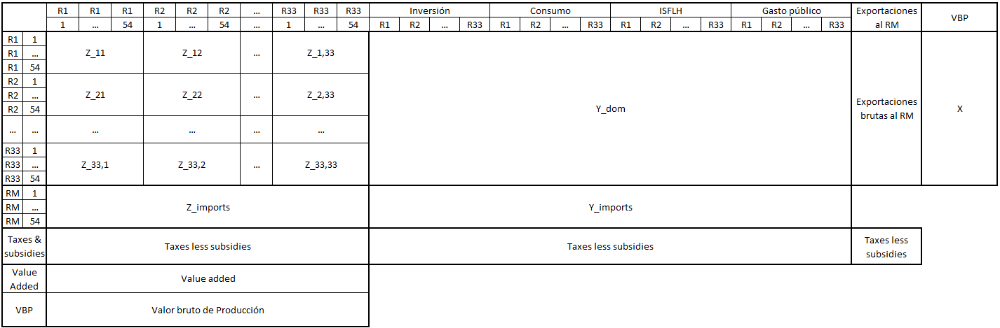 R1 R1 R1 R2 R2 R2 … R33 R33 R33 Inversión Consumo ISFLH Gasto público Exportaciones al RM VBP
1 … 54 1 … 54 … 1 … 54 R1 R2 … R33 R1 R2 … R33 R1 R2 … R33 R1 R2 … R33
R1 1
R1 … Z_11 Z_12 … Z_1,33
R1 54
R2 1
R2 … Z_21 Z_22 … Z_2,33
R2 54
Y_dom
Exportaciones
brutas al RM
X
… … … … … …
R33 1
R33 … Z_33,1 Z_33,2 … Z_33,33
R33 54
RM 1
RM … Z_imports Y_imports
RM 54
Taxes &
subsidies
Taxes less subsidies
Taxes less subsidies
Taxes less
subsidies
Value
Added
Value added
VBP Valor bruto de Producción